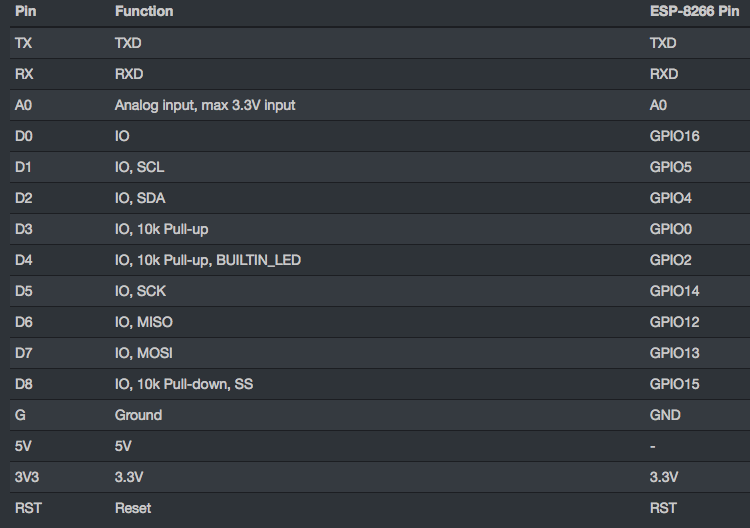 Pin Function ESP-8266 Pin
TX TXD TXD
RX RXD RXD
A0 Analog input, max 3.3V input A0
D0 IO GPIO16
D1 IO, SCL GPIO5
D2 IO, SDA GPIO4
D3 IO, 10k Pull-up GPIO0
D4 IO, 10k Pull-up, BUILTIN_LED GPIO2
D5 IO, SCK GPIO14
D6 IO, MISO GPIO12
D7 IO, MOSI GPIO13
D8 IO, 10k Pull-down, SS GPIO15
G Ground GND
5V 5V -
3V3 3.3V 3.3V
RST Reset RST